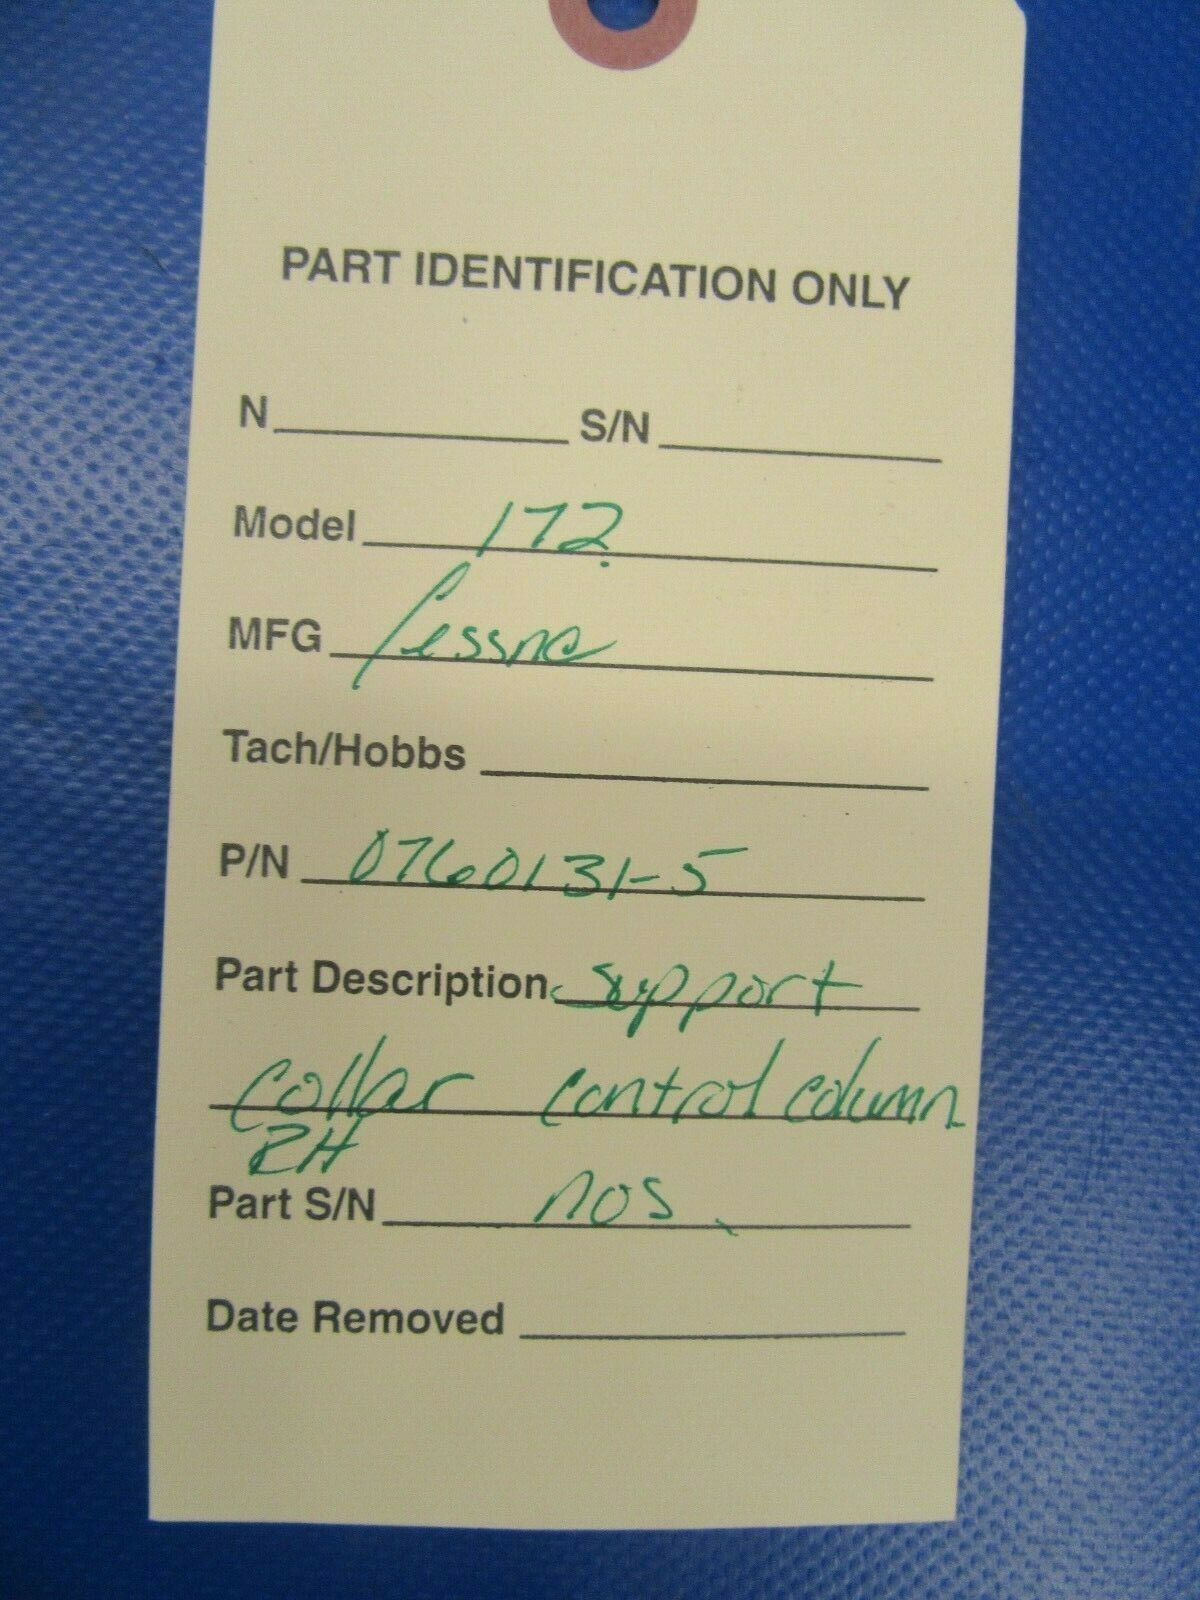 PART IDENTIFICATION ONLY
N S/N
Model 172
MFG Cessna
Tach/Hobbs
P/N 0760131-5
Part Description support
collar control column
RH
Part S/N nos
Date Removed